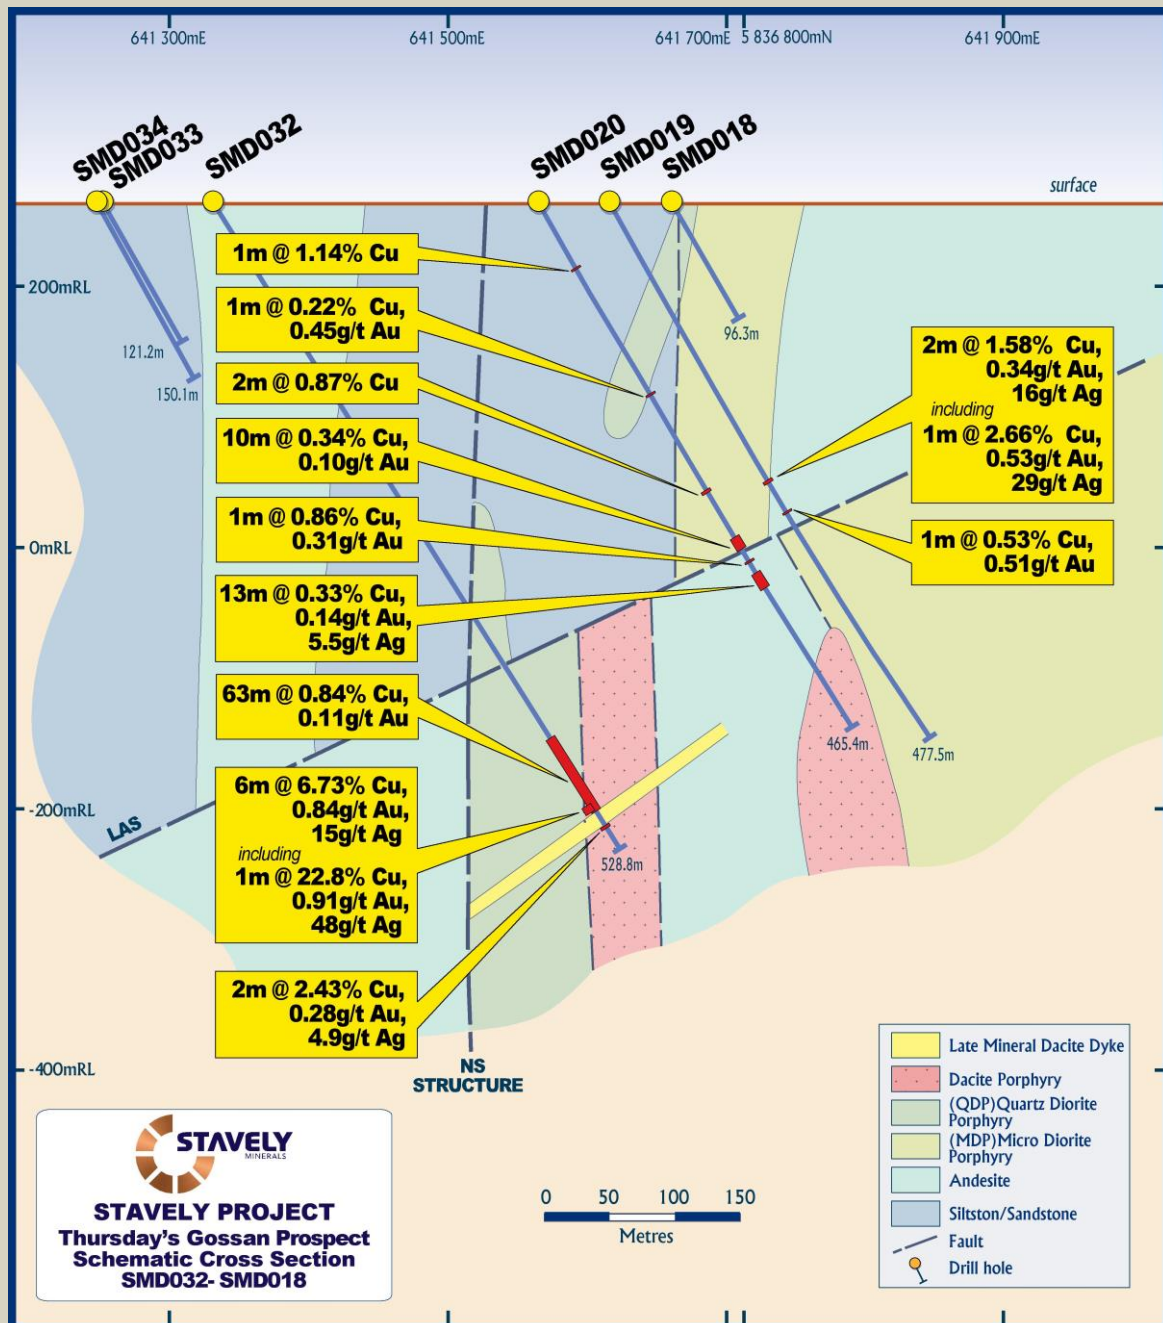 641 300mE
641 500mE
641 700mE
5 836 800mN
641 900mE
SMD034
SMD033
SMD032
SMD020
SMD019
SMD018
surface
1m @ 1.14% Cu
200mRL
1m @ 0.22% Cu,
0.45g/t Au
96.3m
121.2m
150.1m
2m @ 0.87% Cu
2m @ 1.58% Cu,
0.34g/t Au,
16g/t Ag
including
1m @ 2.66% Cu,
0.53g/t Au,
29g/t Ag
10m @ 0.34% Cu,
0.10g/t Au
1m @ 0.86% Cu,
0.31g/t Au
0mRL
1m @ 0.53% Cu,
0.51g/t Au
13m @ 0.33% Cu,
0.14g/t Au,
5.5g/t Ag
63m @ 0.84% Cu,
0.11g/t Au
465.4m
477.5m
6m @ 6.73% Cu,
0.84g/t Au,
15g/t Ag
including
1m @ 22.8% Cu,
0.91g/t Au,
48g/t Ag
-200mRL
LAS
528.8m
2m @ 2.43% Cu,
0.28g/t Au,
4.9g/t Ag
-400mRL
NS
STRUCTURE
Late Mineral Dacite Dyke
Dacite Porphyry
(QDP)Quartz Diorite
Porphyry
(MDP)Micro Diorite
Porphyry
Andesite
Siltston/Sandstone
Fault
Drill hole
STAVELY
MINERALS
STAVELY PROJECT
Thursday's Gossan Prospect
Schematic Cross Section
SMD032- SMD018
0 50 100 150
Metres